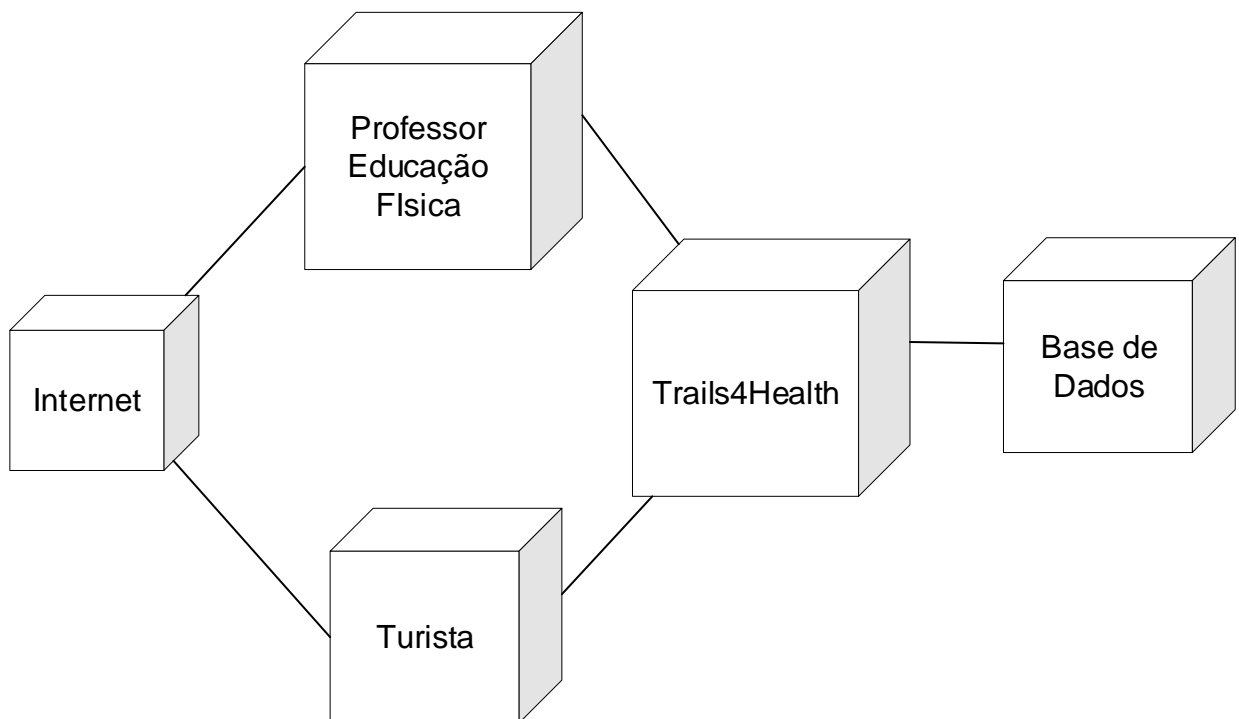 Professor
Educação
FIsica
Internet
Trails4Health
Base de
Dados
Turista